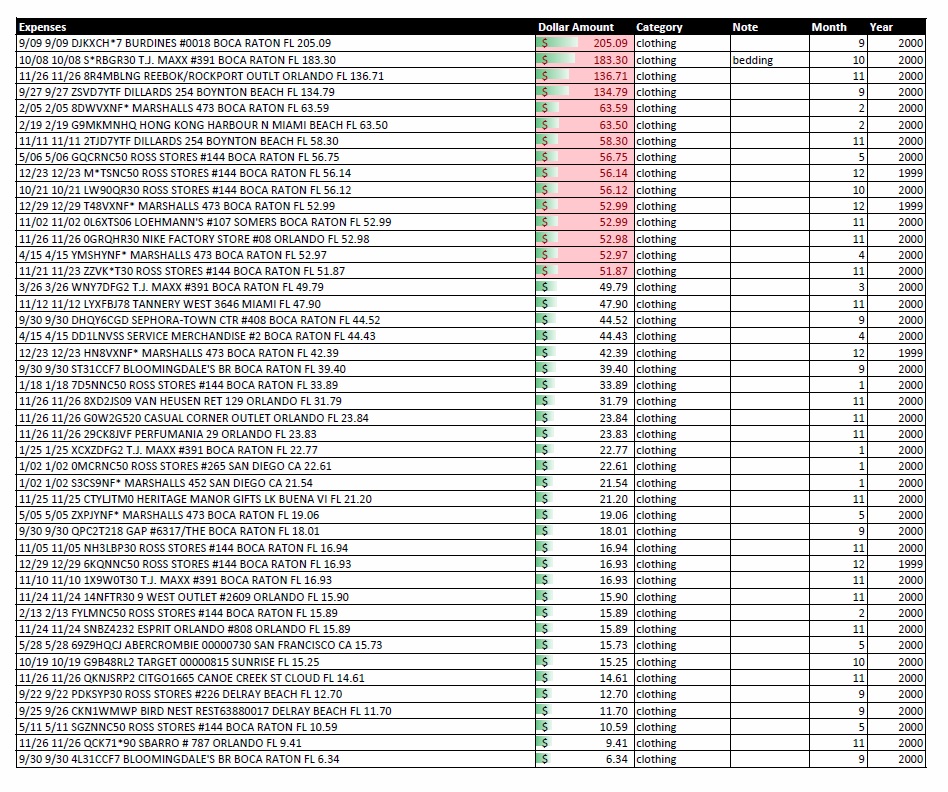 Expenses Dollar Amount Category Note Month Year
9/09 9/09 DJKXCH*7 BURDINES #0018 BOCA RATON FL 205.09 $ 205.09 clothing 9 2000
10/08 10/08 S*RBGR30 T.J. MAXX #391 BOCA RATON FL 183.30 $ 183.30 clothing bedding 10 2000
11/26 11/26 8R4MBLNG REEBOK/ROCKPORT OUTLT ORLANDO FL 136.71 $ 136.71 clothing 11 2000
9/27 9/27 ZSVD7YTF DILLARDS 254 BOYNTON BEACH FL 134.79 $ 134.79 clothing 9 2000
2/05 2/05 8DWVXNF* MARSHALLS 473 BOCA RATON FL 63.59 $ 63.59 clothing 2 2000
2/19 2/19 G9MKMNHQ HONG KONG HARBOUR N MIAMI BEACH FL 63.50 $ 63.50 clothing 2 2000
11/11 11/11 2TJD7YTF DILLARDS 254 BOYNTON BEACH FL 58.30 $ 58.30 clothing 11 2000
5/06 5/06 GQCRNC50 ROSS STORES #144 BOCA RATON FL 56.75 $ 56.75 clothing 5 2000
12/23 12/23 M*TSNC50 ROSS STORES #144 BOCA RATON FL 56.14 $ 56.14 clothing 12 1999
10/21 10/21 LW90QR30 ROSS STORES #144 BOCA RATON FL 56.12 $ 56.12 clothing 10 2000
12/29 12/29 T48VXNF* MARSHALLS 473 BOCA RATON FL 52.99 $ 52.99 clothing 12 1999
11/02 11/02 0L6XTS06 LOEHMANN'S #107 SOMERS BOCA RATON FL 52.99 $ 52.99 clothing 11 2000
11/26 11/26 0GRQHR30 NIKE FACTORY STORE #08 ORLANDO FL 52.98 $ 52.98 clothing 11 2000
4/15 4/15 YMSHYNF* MARSHALLS 473 BOCA RATON FL 52.97 $ 52.97 clothing 4 2000
11/21 11/23 ZZVK*T30 ROSS STORES #144 BOCA RATON FL 51.87 $ 51.87 clothing 11 2000
3/26 3/26 WNY7DFG2 T.J. MAXX #391 BOCA RATON FL 49.79 $ 49.79 clothing 3 2000
11/12 11/12 LYXFBJ78 TANNERY WEST 3646 MIAMI FL 47.90 $ 47.90 clothing 11 2000
9/30 9/30 DHQY6CGD SEPHORA-TOWN CTR #408 BOCA RATON FL 44.52 $ 44.52 clothing 9 2000
4/15 4/15 DD1LNVSS SERVICE MERCHANDISE #2 BOCA RATON FL 44.43 $ 44.43 clothing 4 2000
12/23 12/23 HN8VXNF* MARSHALLS 473 BOCA RATON FL 42.39 $ 42.39 clothing 12 1999
9/30 9/30 ST31CCF7 BLOOMINGDALE'S BR BOCA RATON FL 39.40 $ 39.40 clothing 9 2000
1/18 1/18 7D5NNC50 ROSS STORES #144 BOCA RATON FL 33.89 $ 33.89 clothing 1 2000
11/26 11/26 8XD2JS09 VAN HEUSEN RET 129 ORLANDO FL 31.79 $ 31.79 clothing 11 2000
11/26 11/26 G0W2G520 CASUAL CORNER OUTLET ORLANDO FL 23.84 $ 23.84 clothing 11 2000
11/26 11/26 29CK8JVF PERFUMANIA 29 ORLANDO FL 23.83 $ 23.83 clothing 11 2000
1/25 1/25 XCXZDFG2 T.J. MAXX #391 BOCA RATON FL 22.77 $ 22.77 clothing 1 2000
1/02 1/02 0MCRNC50 ROSS STORES #265 SAN DIEGO CA 22.61 $ 22.61 clothing 1 2000
1/02 1/02 S3CS9NF* MARSHALLS 452 SAN DIEGO CA 21.54 $ 21.54 clothing 1 2000
11/25 11/25 CTYLJTM0 HERITAGE MANOR GIFTS LK BUENA VI FL 21.20 $ 21.20 clothing 11 2000
5/05 5/05 ZXPJYNF* MARSHALLS 473 BOCA RATON FL 19.06 $ 19.06 clothing 5 2000
9/30 9/30 QPC2T218 GAP #6317/THE BOCA RATON FL 18.01 $ 18.01 clothing 9 2000
11/05 11/05 NH3LBP30 ROSS STORES #144 BOCA RATON FL 16.94 $ 16.94 clothing 11 2000
12/29 12/29 6KQNNC50 ROSS STORES #144 BOCA RATON FL 16.93 $ 16.93 clothing 12 1999
11/10 11/10 1X9W0T30 T.J. MAXX #391 BOCA RATON FL 16.93 $ 16.93 clothing 11 2000
11/24 11/24 14NFTR30 9 WEST OUTLET #2609 ORLANDO FL 15.90 $ 15.90 clothing 11 2000
2/13 2/13 FYLMNC50 ROSS STORES #144 BOCA RATON FL 15.89 $ 15.89 clothing 2 2000
11/24 11/24 SNBZ4232 ESPRIT ORLANDO #808 ORLANDO FL 15.89 $ 15.89 clothing 11 2000
5/28 5/28 69Z9HQCJ ABERCROMBIE 00000730 SAN FRANCISCO CA 15.73 $ 15.73 clothing 5 2000
10/19 10/19 G9B48RL2 TARGET 00000815 SUNRISE FL 15.25 $ 15.25 clothing 10 2000
11/26 11/26 QKNJSRP2 CITGO1665 CANOE CREEK ST CLOUD FL 14.61 $ 14.61 clothing 11 2000
9/22 9/22 PDKSYP30 ROSS STORES #226 DELRAY BEACH FL 12.70 $ 12.70 clothing 9 2000
9/25 9/26 CKN1WMWP BIRD NEST REST63880017 DELRAY BEACH FL 11.70 $ 11.70 clothing 9 2000
5/11 5/11 SGZNNC50 ROSS STORES #144 BOCA RATON FL 10.59 $ 10.59 clothing 5 2000
11/26 11/26 QCK71*90 SBARRO # 787 ORLANDO FL 9.41 $ 9.41 clothing 11 2000
9/30 9/30 4L31CCF7 BLOOMINGDALE'S BR BOCA RATON FL 6.34 $ 6.34 clothing 9 2000